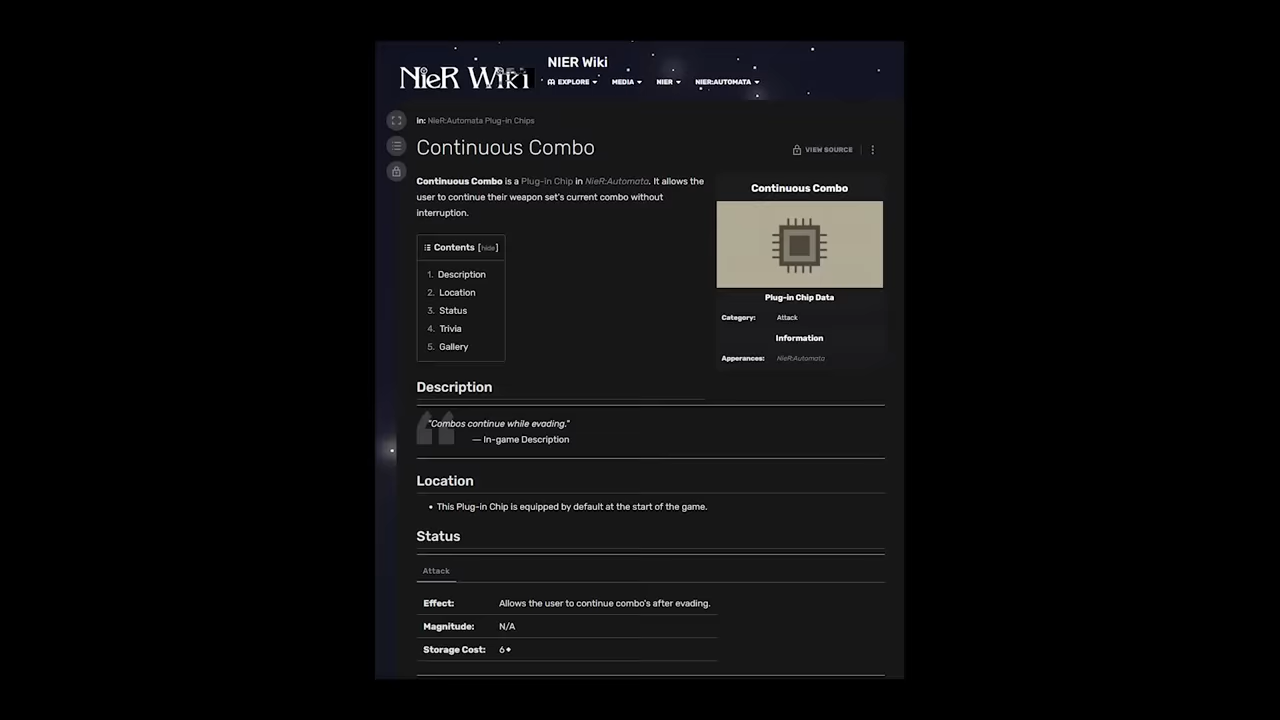 NieR Wiki
NIER Wiki
EXPLORE MEDIA NIER NIER:AUTOMATA
in: NieR:Automata Plug-in Chips
Continuous Combo
VIEW SOURCE
Continuous Combo is a Plug-In Chip in NieR:Automata. It allows the
user to continue their weapon set's current combo without
interruption.
Contents [hide]
1. Description
2. Location
3. Status
4. Trivia
5. Gallery
Continuous Combo
Plug-in Chip Data
Category: Attack
Information
Apperances: NieR:Automata
Description
"Combos continue while evading."
— In-game Description
Location
• This Plug-in Chip is equipped by default at the start of the game.
Status
Attack
Effect: Allows the user to continue combo's after evading.
Magnitude: N/A
Storage Cost: 6◆